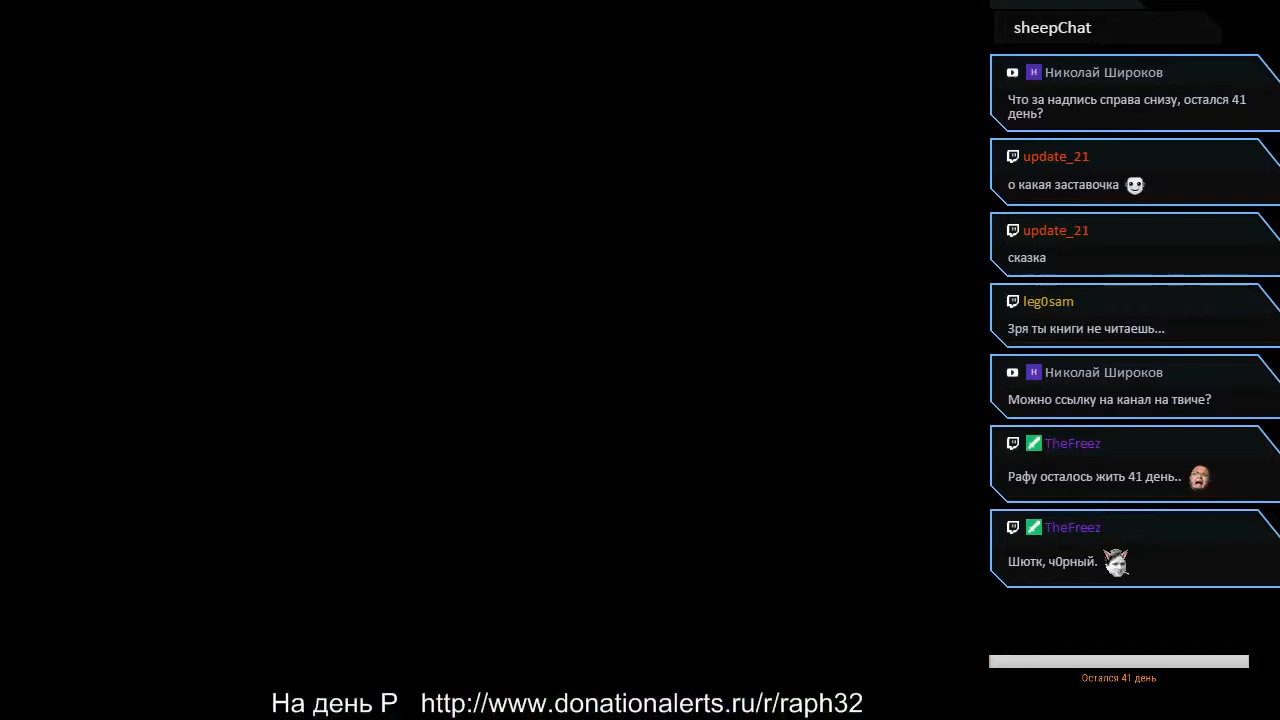 sheepChat
H Николай Широков
Что за надпись справа снизу, остался 41
день?
update_21
о какая заставочка
update_21
сказка
leg0sam
Зря ты книги не читаешь...
H Николай Широков
Можно ссылку на канал на твиче?
TheFreez
Рафу осталось жить 41 день..
TheFreez
Шютк, ч0рный.
Остался 41 день
На день Р http://www.donationalerts.ru/r/raph32